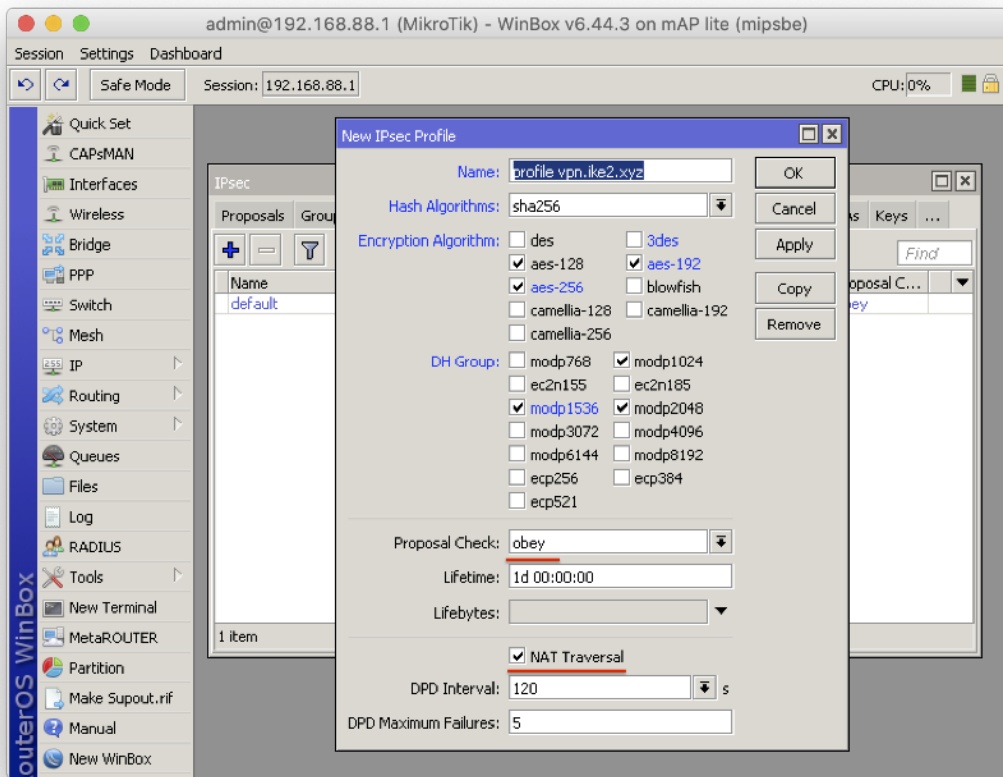 admin@192.168.88.1 (MikroTik) - WinBox v6.44.3 on mAP lite (mipsbe)
Session Settings Dashboard
Safe Mode Session: 192.168.88.1 CPU: 0%
Quick Set
CAPsMAN
Interfaces
Wireless
Bridge
PPP
Switch
Mesh
IP
Routing
System
Queues
Files
Log
RADIUS
Tools
New Terminal
MetaROUTER
Partition
Make Supout.rif
Manual
New WinBox
outerOS WinBox
IPsec
Proposals Grou
As Keys ...
Find
Name
oposal C...
default
ey
1 item
New IPsec Profile
Name: profile vpn.ike2.xyz
Hash Algorithms: sha256
Encryption Algorithm: des 3des
aes-128 aes-192
aes-256 blowfish
camellia-128 camellia-192
camellia-256
DH Group: modp768 modp1024
ec2n155 ec2n185
modp1536 modp2048
modp3072 modp4096
modp6144 modp8192
ecp256 ecp384
ecp521
Proposal Check: obey
Lifetime: 1d 00:00:00
Lifebytes:
NAT Traversal
DPD Interval: 120 s
DPD Maximum Failures: 5
OK
Cancel
Apply
Copy
Remove